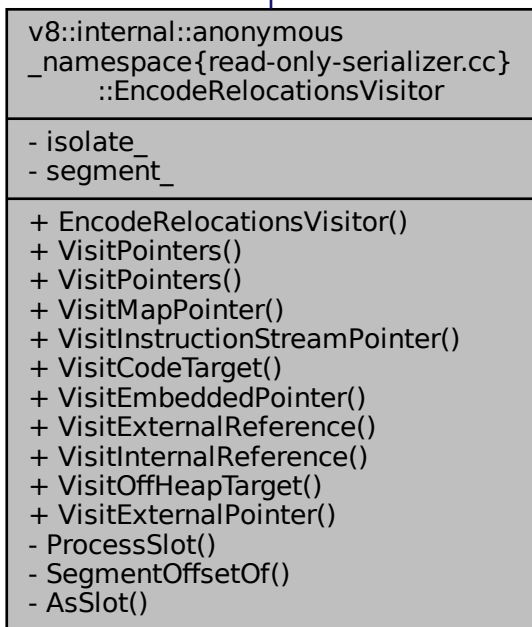 v8::internal::anonymous
_namespace{read-only-serializer.cc}
::EncodeRelocationsVisitor
- isolate_
- segment_
+ EncodeRelocationsVisitor()
+ VisitPointers()
+ VisitPointers()
+ VisitMapPointer()
+ VisitInstructionStreamPointer()
+ VisitCodeTarget()
+ VisitEmbeddedPointer()
+ VisitExternalReference()
+ VisitInternalReference()
+ VisitOffHeapTarget()
+ VisitExternalPointer()
- ProcessSlot()
- SegmentOffsetOf()
- AsSlot()